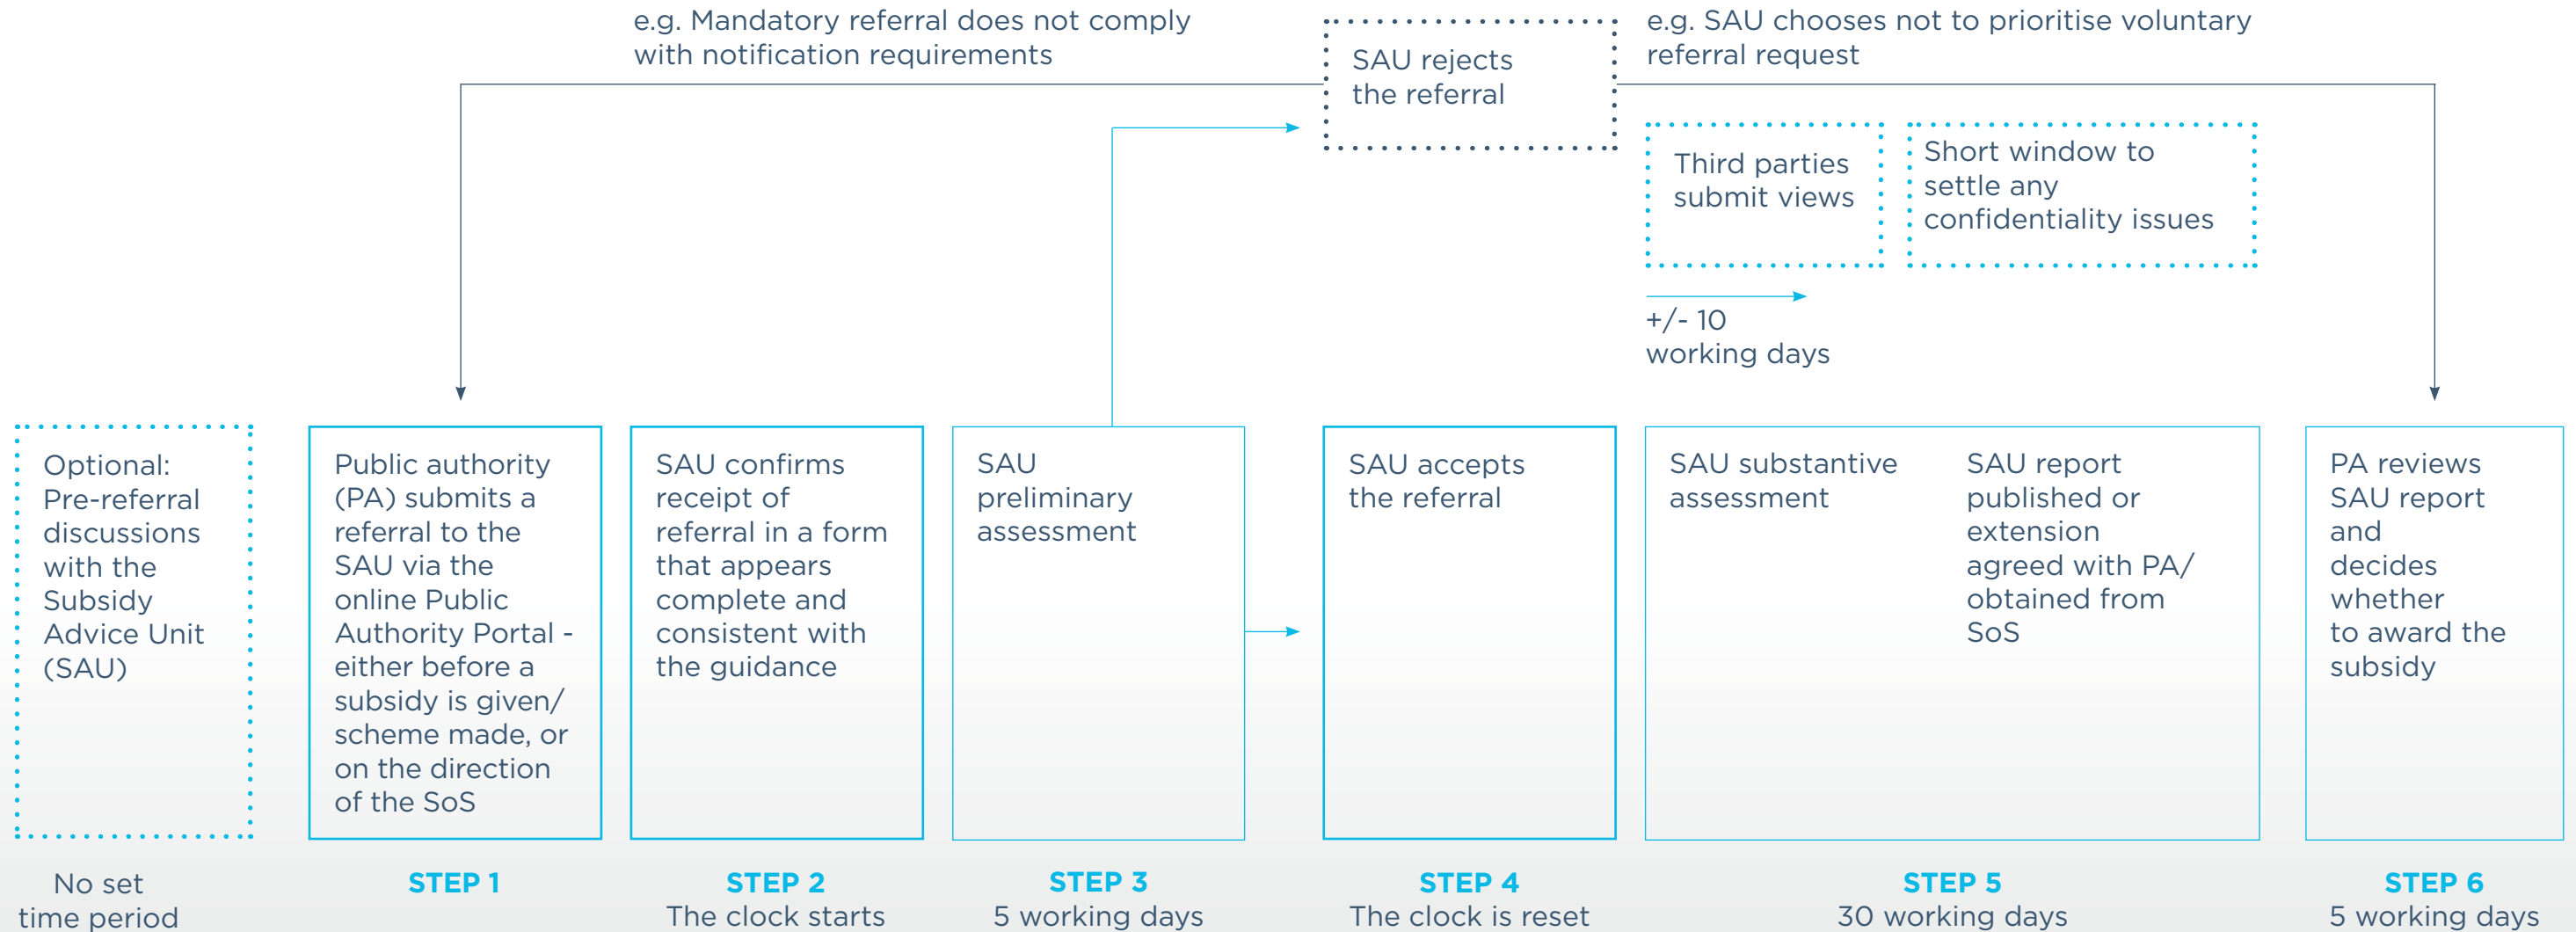 e.g. Mandatory referral does not comply
with notification requirements
SAU rejects
the referral
e.g. SAU chooses not to prioritise voluntary
referral request
Third parties
submit views
Short window to
settle any
confidentiality issues
+/- 10
working days
Optional:
Pre-referral
discussions
with the
Subsidy
Advice Unit
(SAU)
No set
time period
Public authority
(PA) submits a
referral to the
SAU via the
online Public
Authority Portal -
either before a
subsidy is given/
scheme made, or
on the direction
of the SoS
STEP 1
SAU confirms
receipt of
referral in a form
that appears
complete and
consistent with
the guidance
STEP 2
The clock starts
SAU
preliminary
assessment
STEP 3
5 working days
SAU accepts
the referral
STEP 4
The clock is reset
SAU substantive
assessment
SAU report
published or
extension
agreed with PA/
obtained from
SoS
STEP 5
30 working days
PA reviews
SAU report
and
decides
whether
to award the
subsidy
STEP 6
5 working days